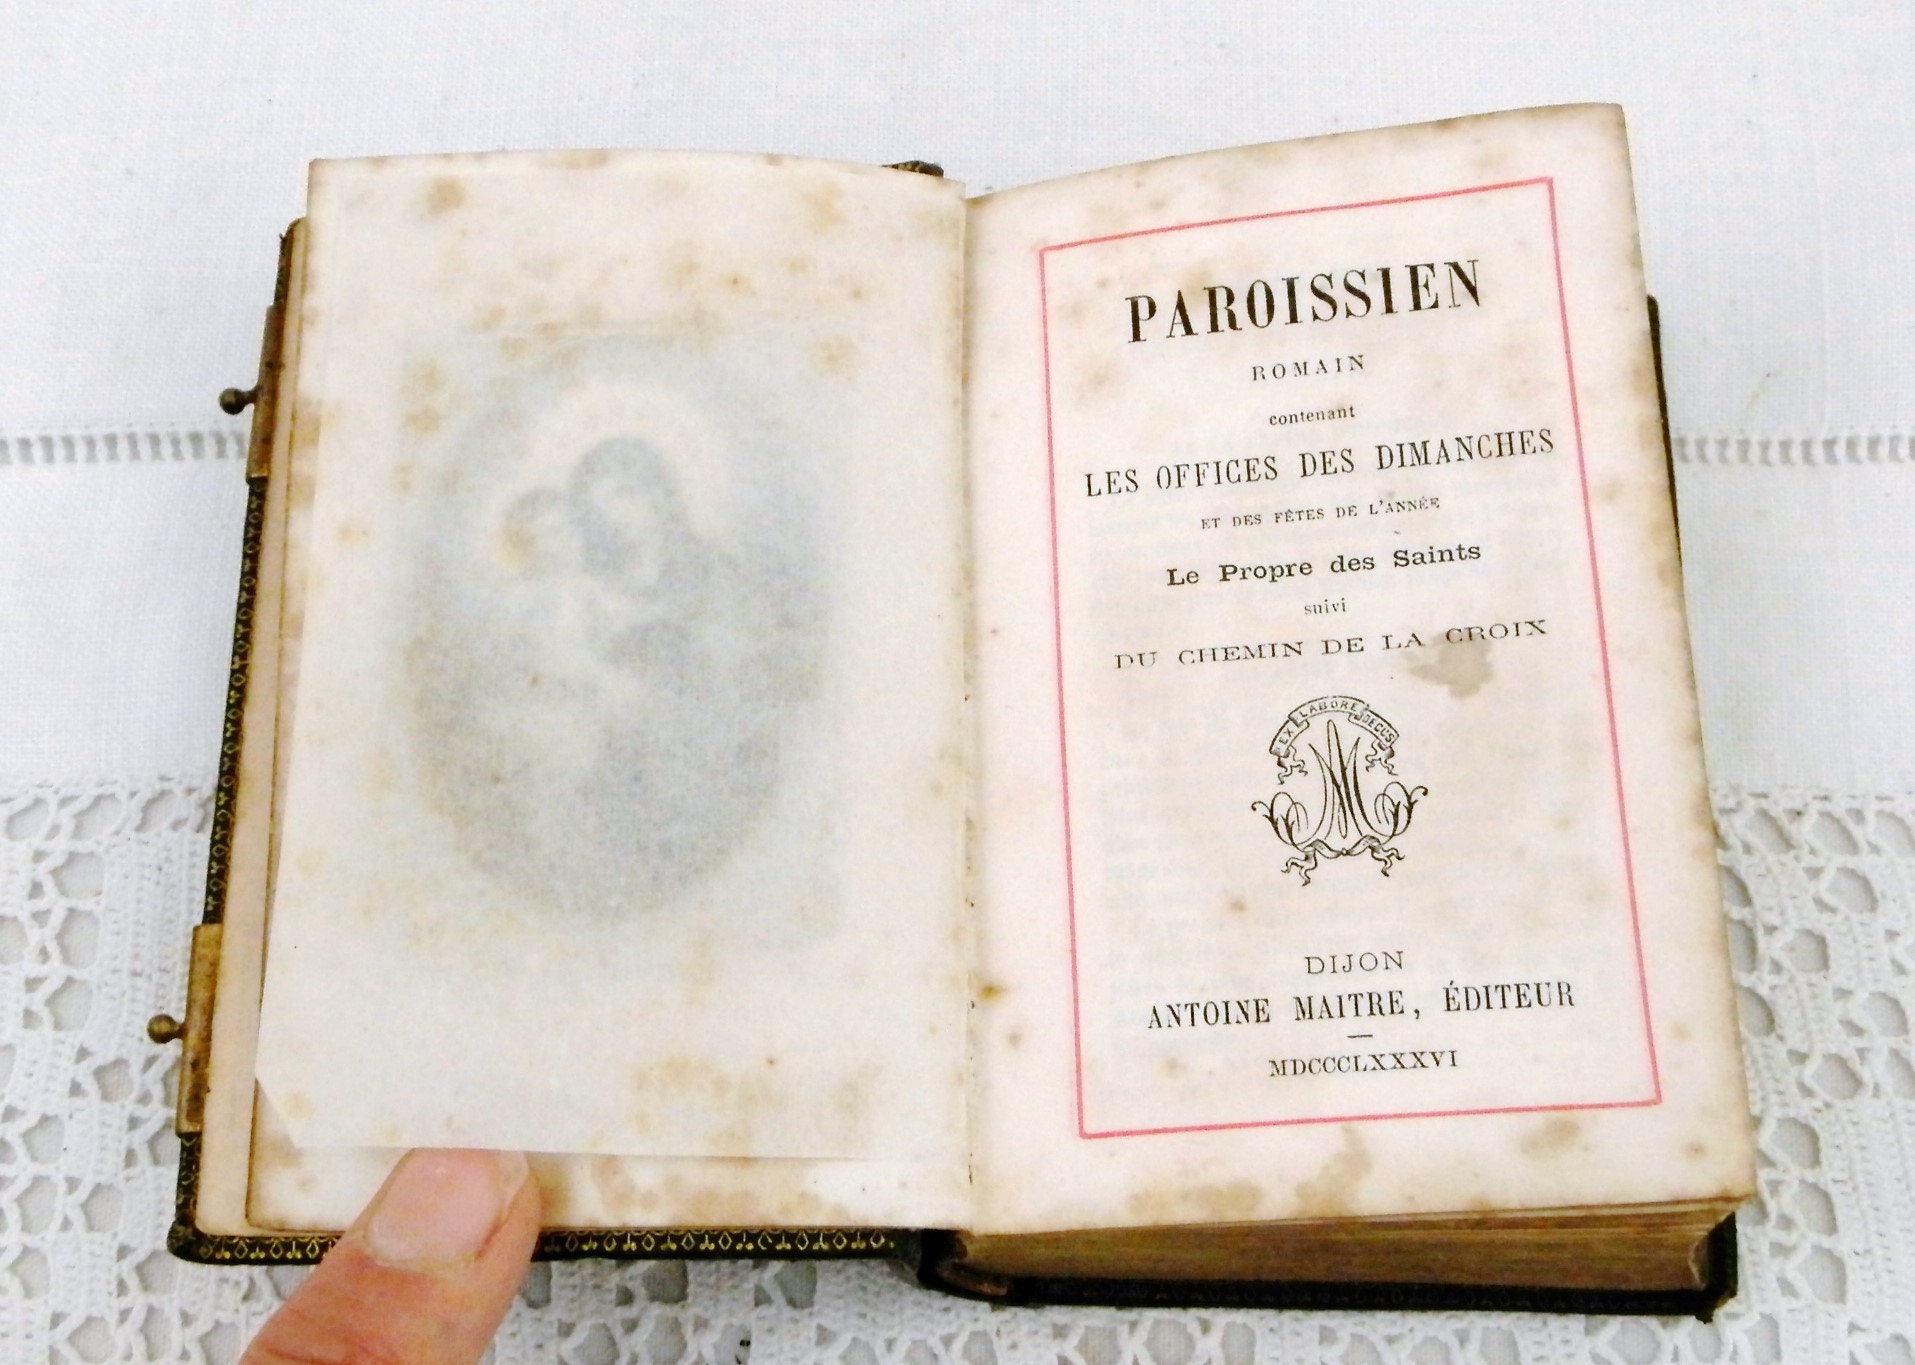 PAROISSIEN
ROMAIN
contenant
LES OFFICES DES DIMANCHES
ET DES FÊTES DE L'ANNÉE
Le Propre des Saints
suivi
DU CHEMIN DE LA CROIX
EX LABORE DECUS
AM
DIJON
ANTOINE MAITRE, ÉDITEUR
MDCCCLXXXVI